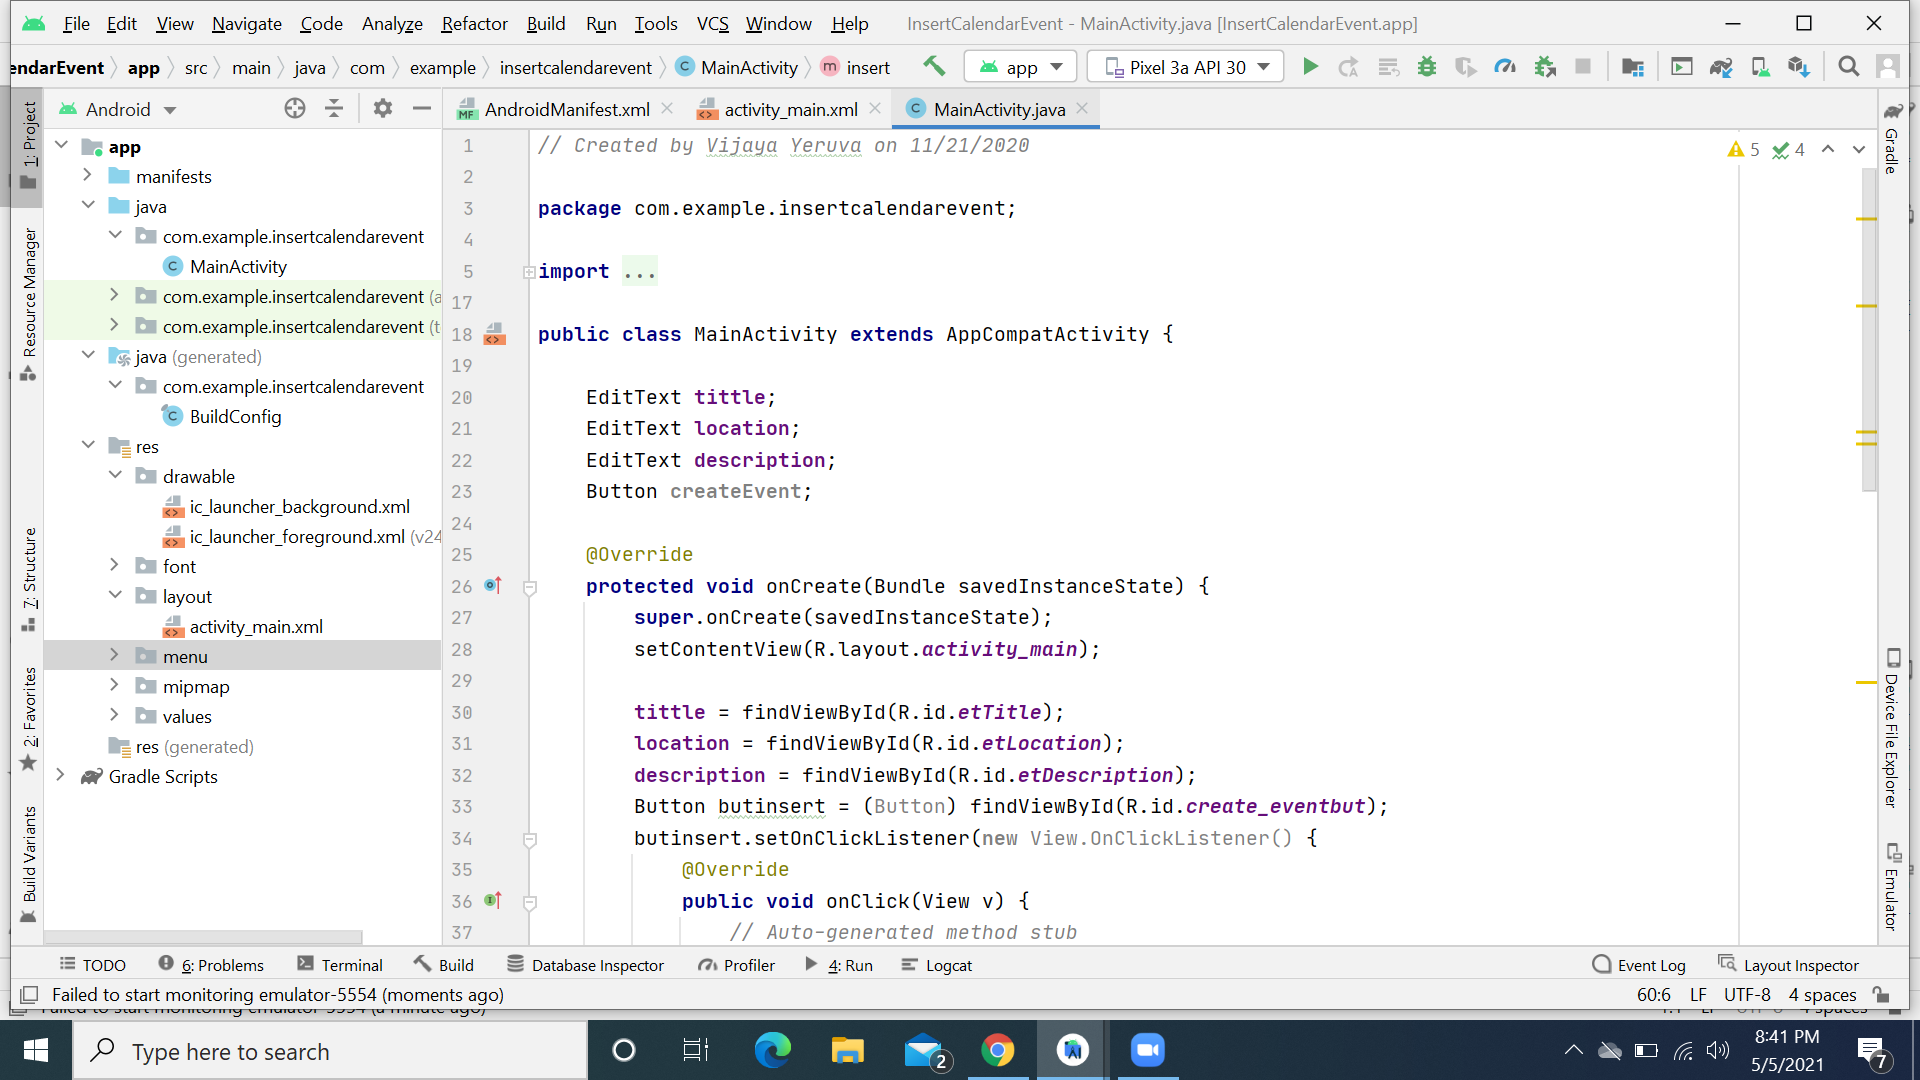 File Edit View Navigate Code Analyze Refactor Build Run Tools VCS Window Help InsertCalendarEvent - MainActivity.java [InsertCalendarEvent.app]
endarEvent app src main java com example insertcalendarevent MainActivity insert app Pixel 3a API 30
Android
AndroidManifest.xml activity_main.xml MainActivity.java
1: Project
Resource Manager
7: Structure
2: Favorites
Build Variants
app
manifests
java
com.example.insertcalendarevent
MainActivity
com.example.insertcalendarevent (a
com.example.insertcalendarevent (t
java (generated)
com.example.insertcalendarevent
BuildConfig
res
drawable
ic_launcher_background.xml
ic_launcher_foreground.xml (v24
font
layout
activity_main.xml
menu
mipmap
values
res (generated)
Gradle Scripts
1 // Created by Vijaya Yeruva on 11/21/2020
2
3 package com.example.insertcalendarevent;
4
5 import ...
17
18 public class MainActivity extends AppCompatActivity {
19
20 EditText tittle;
21 EditText location;
22 EditText description;
23 Button createEvent;
24
25 @Override
26 protected void onCreate(Bundle savedInstanceState) {
27 super.onCreate(savedInstanceState);
28 setContentView(R.layout.activity_main);
29
30 tittle = findViewById(R.id.etTitle);
31 location = findViewById(R.id.etLocation);
32 description = findViewById(R.id.etDescription);
33 Button butinsert = (Button) findViewById(R.id.create_eventbut);
34 butinsert.setOnClickListener(new View.OnClickListener() {
35 @Override
36 public void onClick(View v) {
37 // Auto-generated method stub
5 4
Gradle
Device File Explorer
Emulator
TODO 6: Problems Terminal Build Database Inspector Profiler 4: Run Logcat Event Log Layout Inspector
Failed to start monitoring emulator-5554 (moments ago) 60:6 LF UTF-8 4 spaces
Type here to search
2
8:41 PM
5/5/2021
7